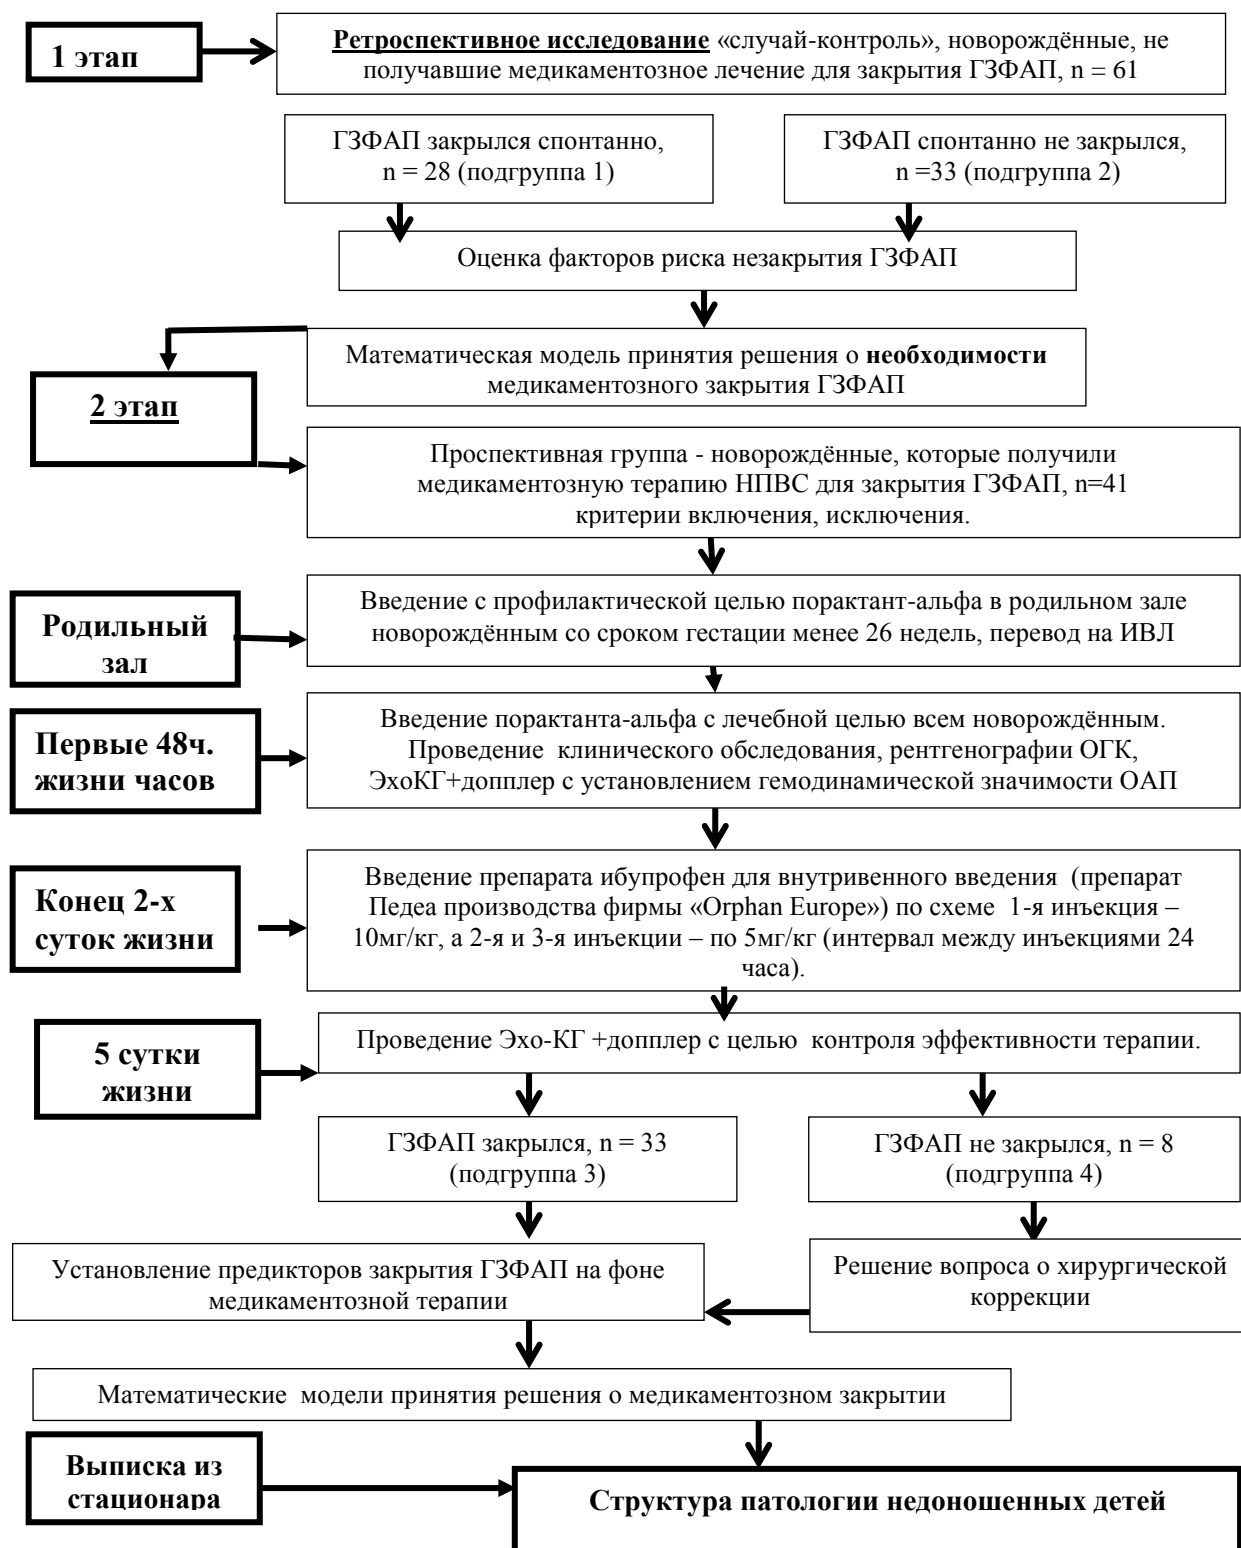 1 этап
Ретроспективное исследование «случай-контроль», новорождённые, не
получавшие медикаментозное лечение для закрытия ГЗФАП, n = 61
ГЗФАП закрылся спонтанно,
n = 28 (подгруппа 1)
ГЗФАП спонтанно не закрылся,
n =33 (подгруппа 2)
Оценка факторов риска незакрытия ГЗФАП
Математическая модель принятия решения о необходимости
медикаментозного закрытия ГЗФАП
2 этап
Проспективная группа - новорождённые, которые получили
медикаментозную терапию НПВС для закрытия ГЗФАП, n=41
критерии включения, исключения.
Родильный
зал
Введение с профилактической целью порактант-альфа в родильном зале
новорождённым со сроком гестации менее 26 недель, перевод на ИВЛ
Первые 48ч.
жизни часов
Введение порактанта-альфа с лечебной целью всем новорождённым.
Проведение клинического обследования, рентгенографии ОГК,
ЭхоКГ+допплер с установлением гемодинамической значимости ОАП
Конец 2-х
суток жизни
Введение препарата ибупрофен для внутривенного введения (препарат
Педеа производства фирмы «Orphan Europe») по схеме 1-я инъекция –
10мг/кг, а 2-я и 3-я инъекции – по 5мг/кг (интервал между инъекциями 24
часа).
5 сутки
жизни
Проведение Эхо-КГ +допплер с целью контроля эффективности терапии.
ГЗФАП закрылся, n = 33
(подгруппа 3)
ГЗФАП не закрылся, n = 8
(подгруппа 4)
Установление предикторов закрытия ГЗФАП на фоне
медикаментозной терапии
Решение вопроса о хирургической
коррекции
Математические модели принятия решения о медикаментозном закрытии
Выписка из
стационара
Структура патологии недоношенных детей